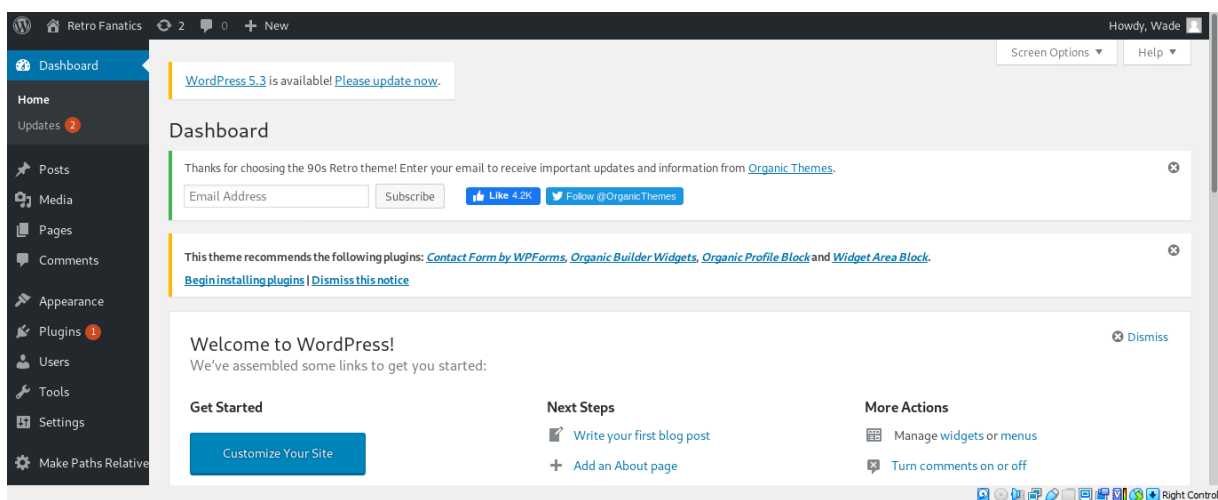 Retro Fanatics 2 0 New Howdy, Wade
Screen Options Help
Dashboard
Home
Updates 2
Posts
Media
Pages
Comments
Appearance
Plugins 1
Users
Tools
Settings
Make Paths Relative
WordPress 5.3 is available! Please update now.
Dashboard
Thanks for choosing the 90s Retro theme! Enter your email to receive important updates and information from Organic Themes.
Email Address Subscribe Like 4.2K Follow @OrganicThemes
This theme recommends the following plugins: Contact Form by WPForms, Organic Builder Widgets, Organic Profile Block and Widget Area Block.
Begin installing plugins | Dismiss this notice
Welcome to WordPress! Dismiss
We've assembled some links to get you started:
Get Started
Customize Your Site
Next Steps
Write your first blog post
Add an About page
More Actions
Manage widgets or menus
Turn comments on or off
Right Control